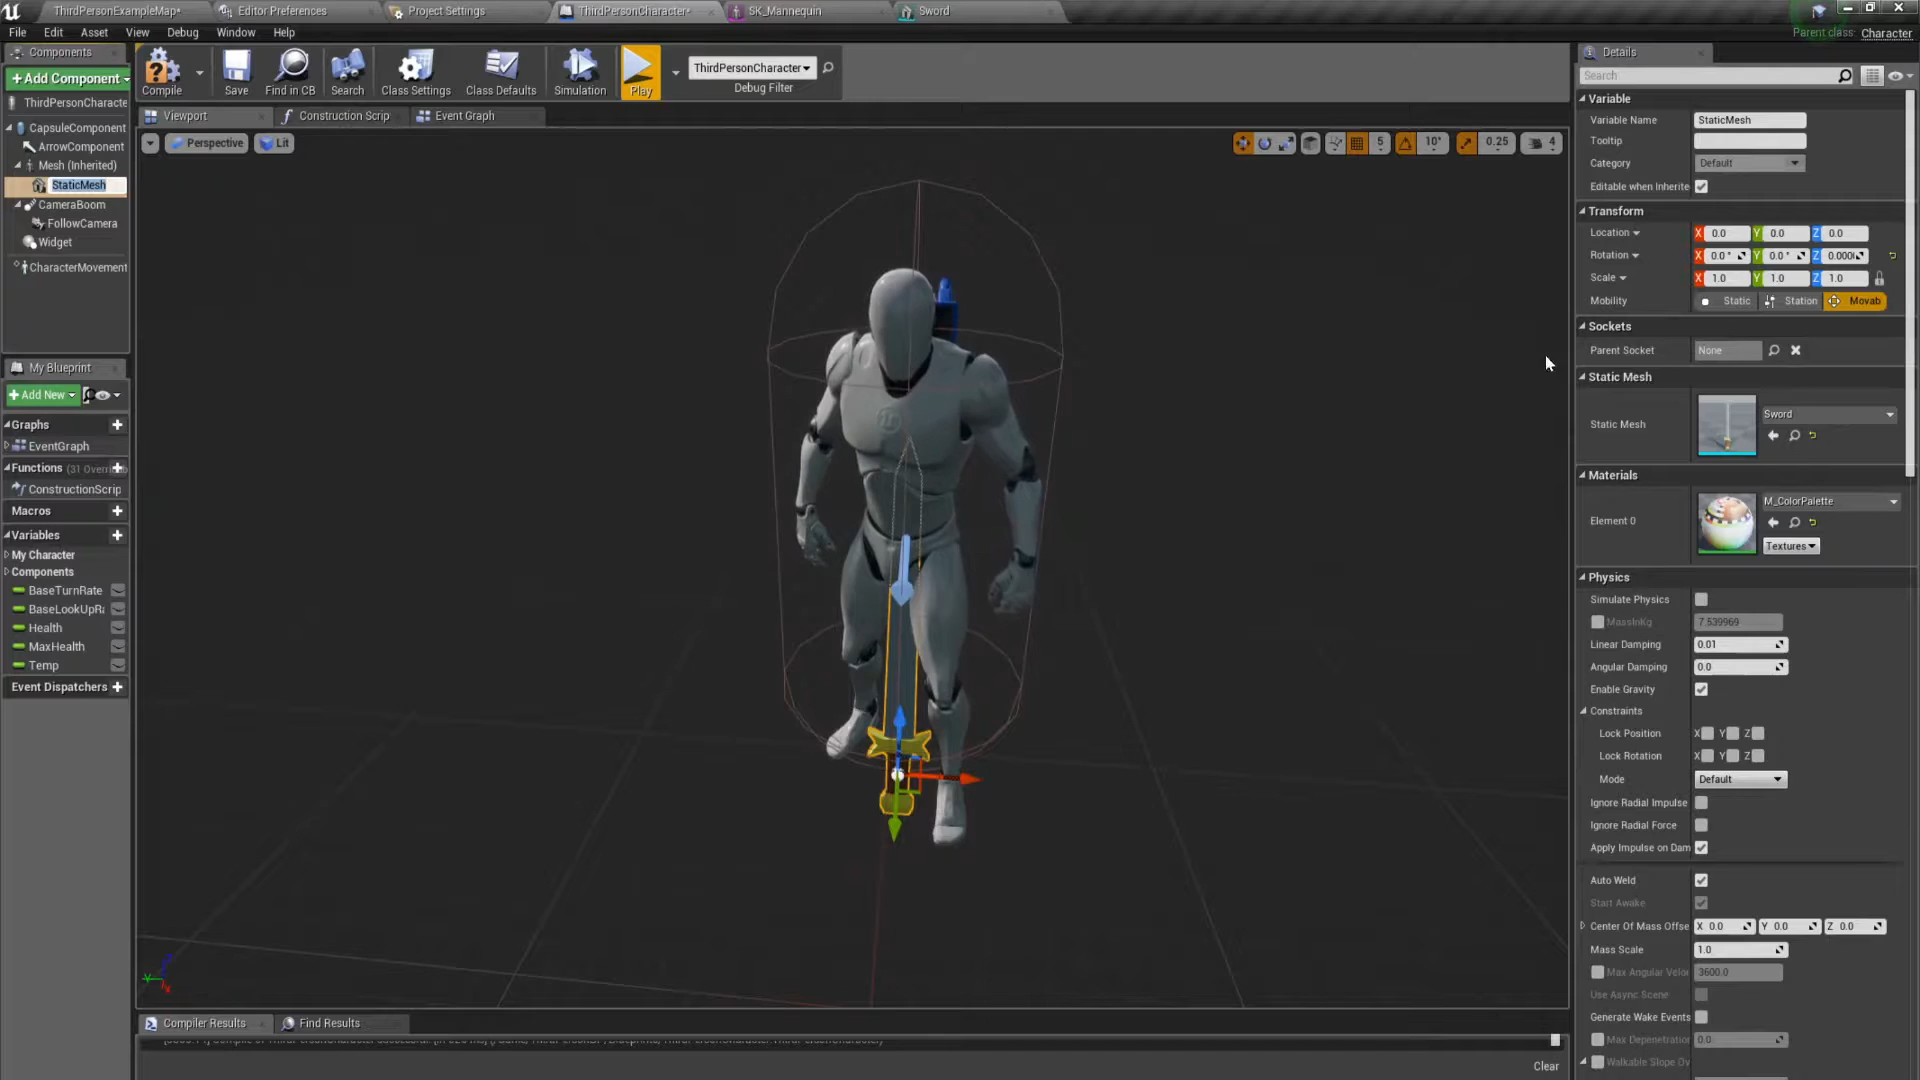 ThirdPersonExampleMap*
Editor Preferences
Project Settings
ThirdPersonCharacter*
SK_Mannequin
Sword
File Edit Asset View Debug Window Help
Parent class: Character
Components
+Add Component
ThirdPersonCharacte
CapsuleComponent
ArrowComponent
Mesh (Inherited)
StaticMesh
CameraBoom
FollowCamera
Widget
CharacterMovement
Compile
Save
Find in CB
Search
Class Settings
Class Defaults
Simulation
Play
ThirdPersonCharacter
Debug Filter
Viewport
Construction Scrip
Event Graph
Perspective
Lit
5
10°
0.25
4
My Blueprint
+Add New
Graphs
EventGraph
Functions (31 Overri
ConstructionScrip
Macros
Variables
My Character
Components
BaseTurnRate
BaseLookUpRa
Health
MaxHealth
Temp
Event Dispatchers
Compiler Results
Find Results
Clear
Details
Search
Variable
Variable Name StaticMesh
Tooltip
Category Default
Editable when Inherite
Transform
Location X 0.0 Y 0.0 Z 0.0
Rotation X 0.0 ° Y 0.0 ° Z 0.000
Scale X 1.0 Y 1.0 Z 1.0
Mobility Static Station Movab
Sockets
Parent Socket None
Static Mesh
Static Mesh Sword
Materials
Element 0 M_ColorPalette
Textures
Physics
Simulate Physics
MassInKg 7.539969
Linear Damping 0.01
Angular Damping 0.0
Enable Gravity
Constraints
Lock Position X Y Z
Lock Rotation X Y Z
Mode Default
Ignore Radial Impulse
Ignore Radial Force
Apply Impulse on Dam
Auto Weld
Start Awake
Center Of Mass Offse X 0.0 Y 0.0 Z 0.0
Mass Scale 1.0
Max Angular Veloc 3600.0
Use Async Scene
Generate Wake Events
Max Depenetration 0.0
Walkable Slope Ov